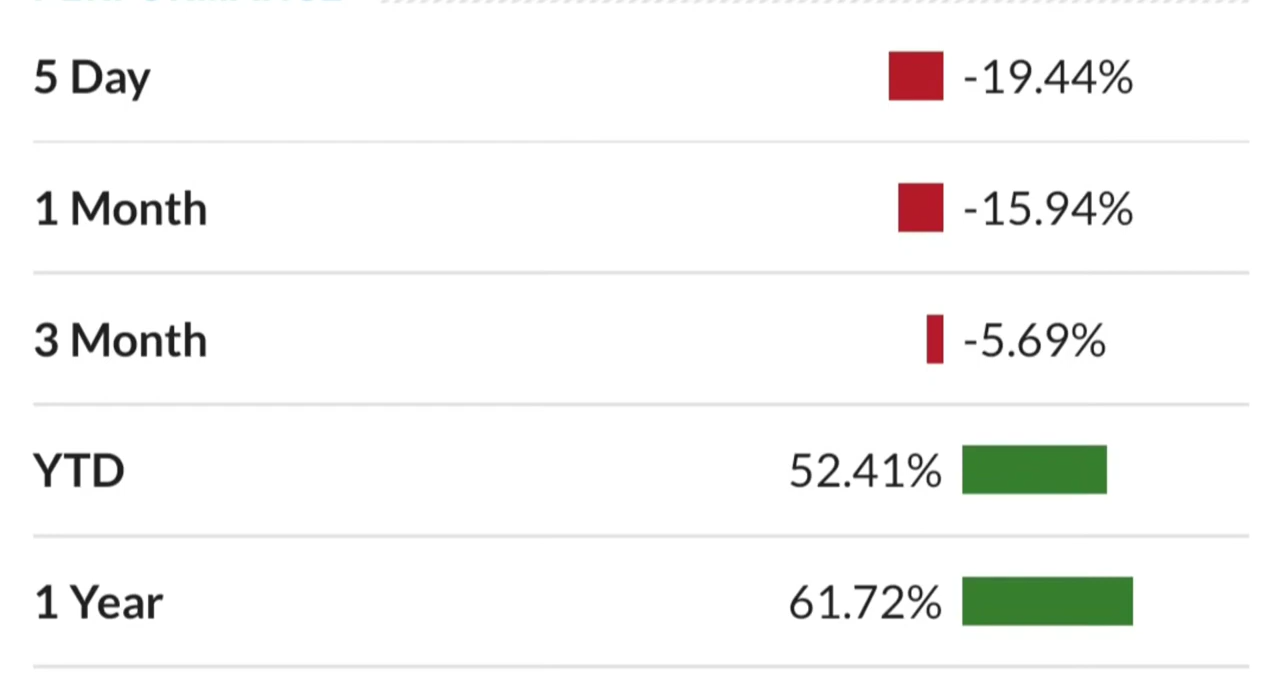 5 Day -19.44%
1 Month -15.94%
3 Month -5.69%
YTD 52.41%
1 Year 61.72%